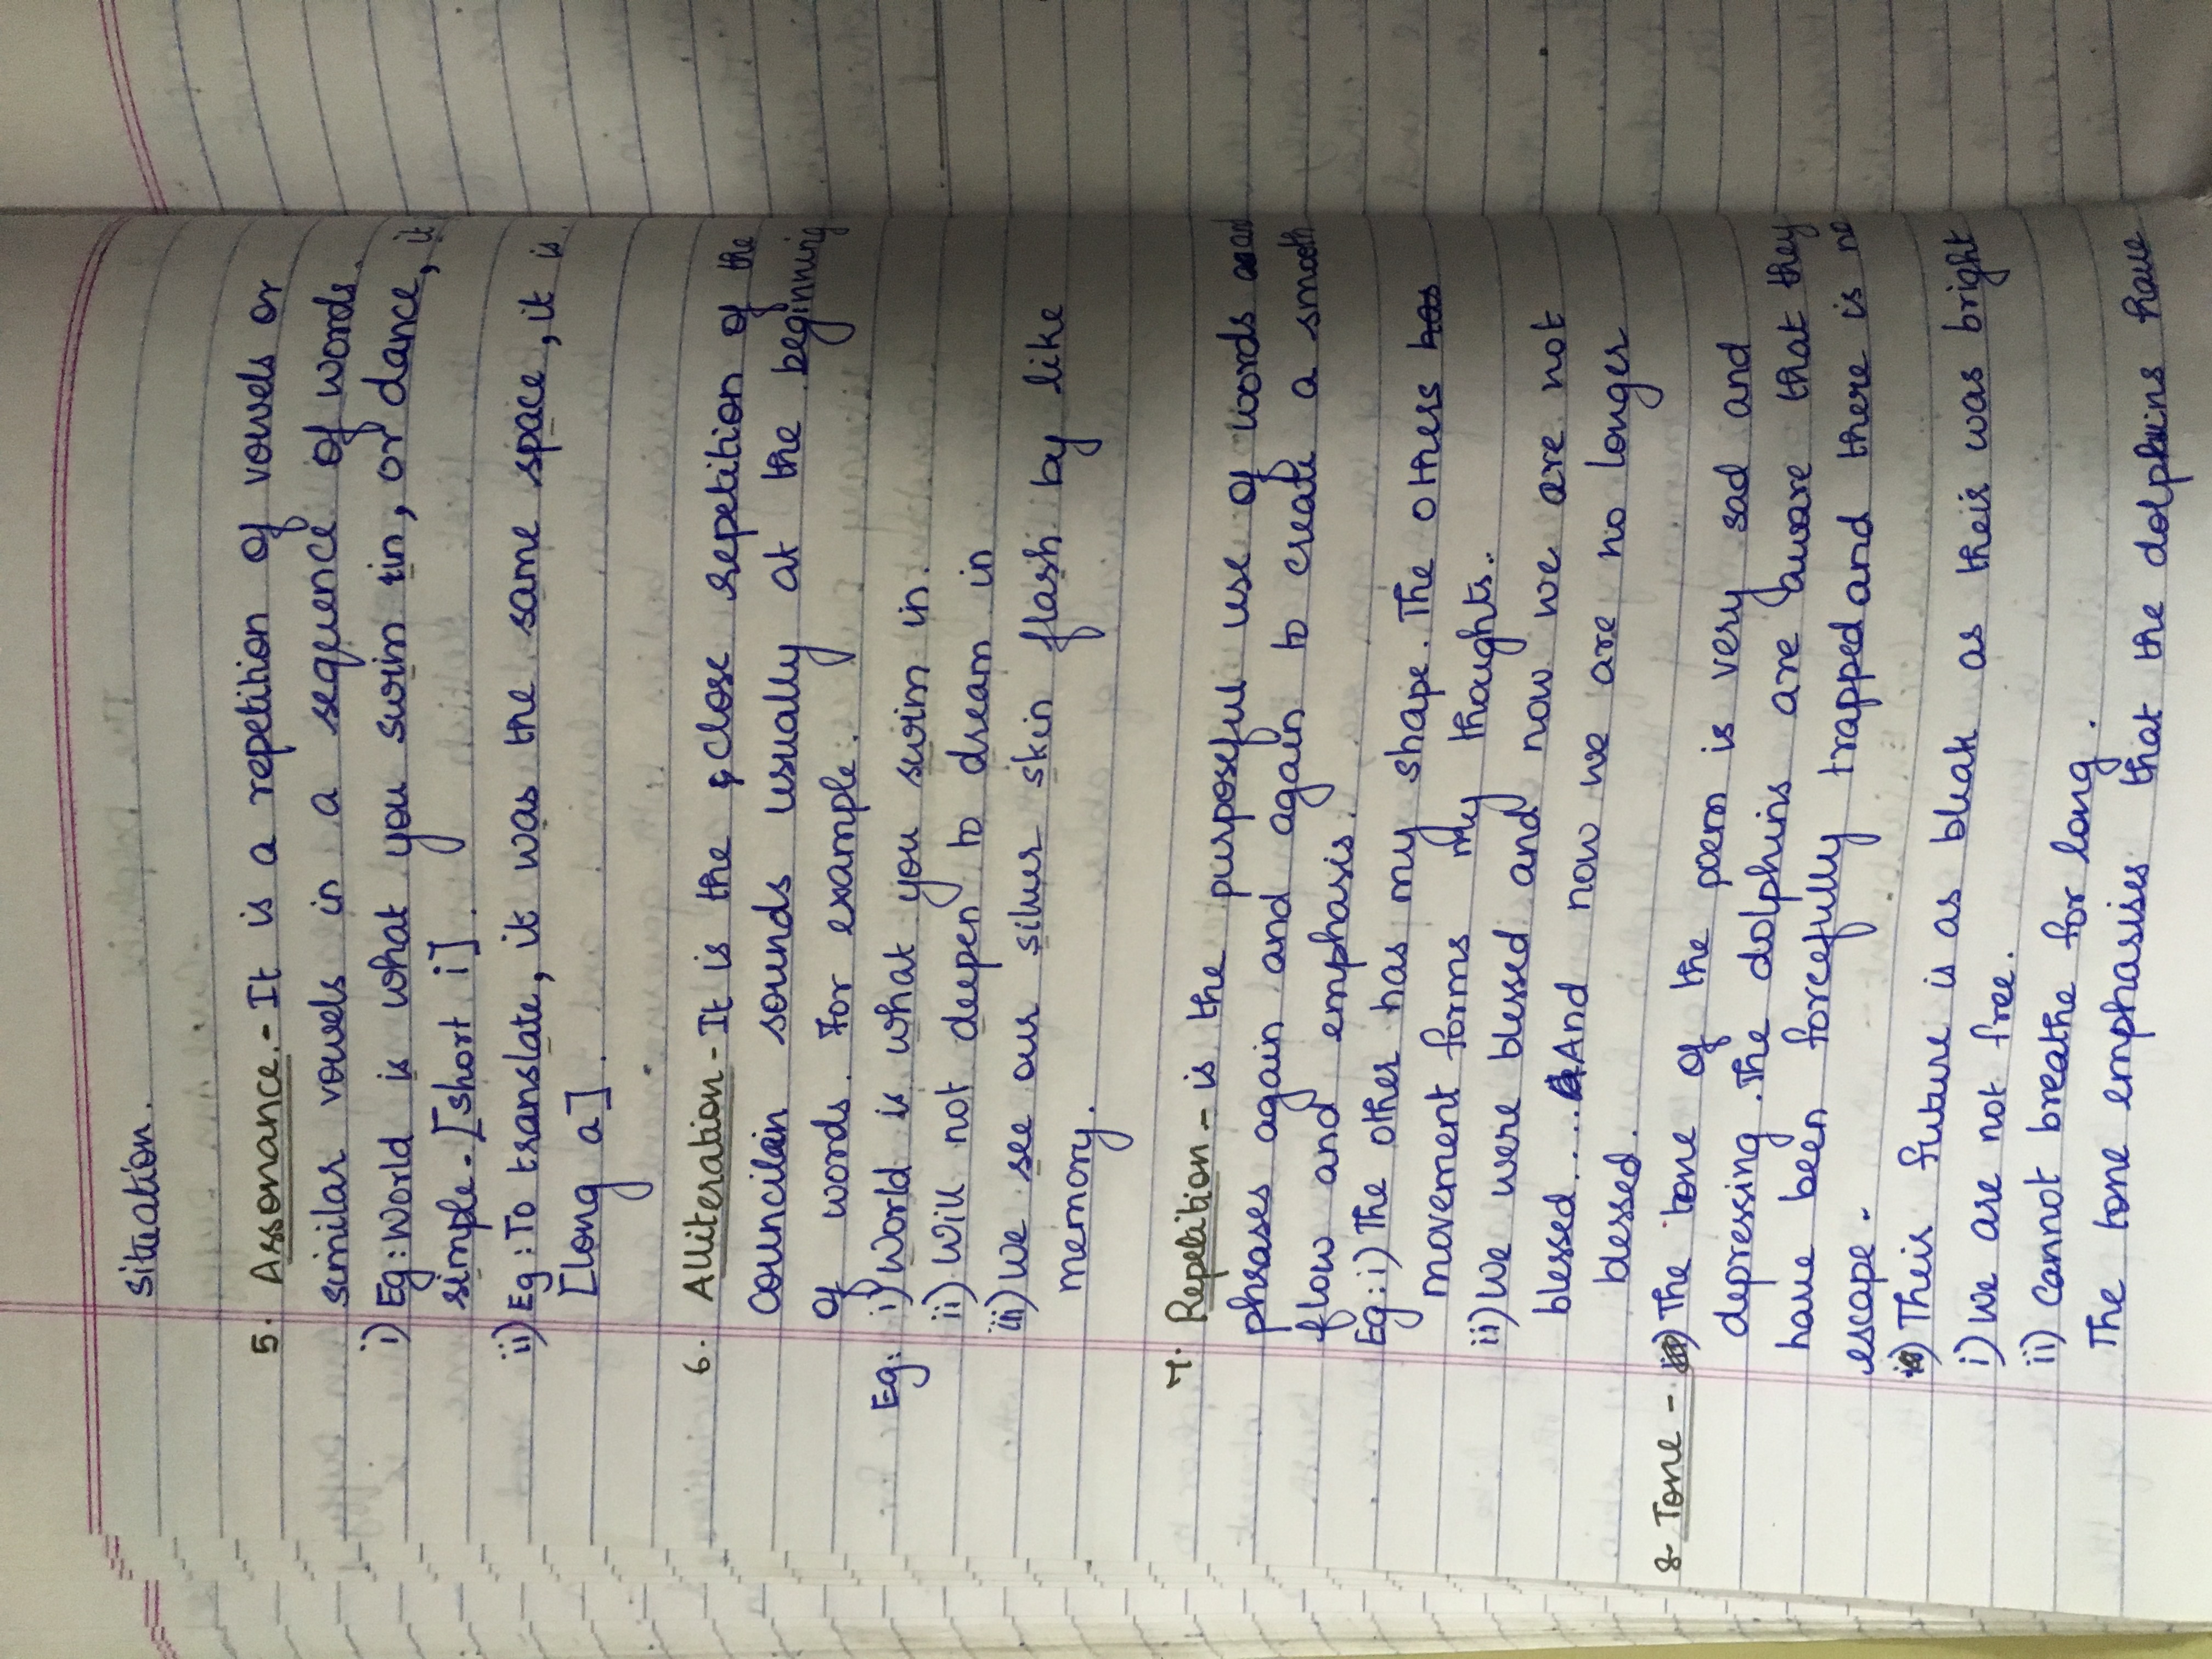 situation.
5. Assonance.- It is a repetition of vowels or
similar vowels in a sequence of words.
i) Eg: World is what you swim in, or dance, it
simple. [short i].
ii) Eg: To translate, it was the same space, it is
[long a].
6. Alliteration - It is the close repetition of the
councilain sounds usually at the beginning
of words. For example.
Eg: i) World is what you swim in.
ii) Will not deepen to dream in
iii) We see our silver skin flash by like
memory.
7. Repetition - is the purposeful use of words and
phrases again and again to create a smooth
flow and emphasis.
Eg: i) The other has my shape. The others has
movement forms my thoughts.
ii) We were blessed and now we are not
blessed.... And now we are no longer
blessed.
8- Tone - The tone of the poem is very sad and
depressing. The dolphins are aware that they
have been forcefully trapped and there is no
escape.
Their future is as bleak as their was bright
i) We are not free.
ii) Cannot breathe for long.
The tone emphasises that the dolphins have